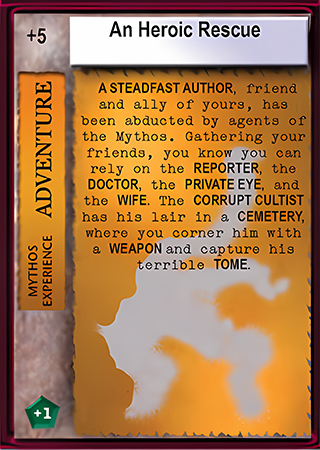 +5
An Heroic Rescue
MYTHOS
EXPERIENCE
ADVENTURE
A STEADFAST AUTHOR, friend
and ally of yours, has
been abducted by agents of
the Mythos. Gathering your
friends, you know you can
rely on the REPORTER, the
DOCTOR, the PRIVATE EYE, and
the WIFE. The CORRUPT CULTIST
has his lair in a CEMETERY,
where you corner him with
a WEAPON and capture his
terrible TOME.
+1